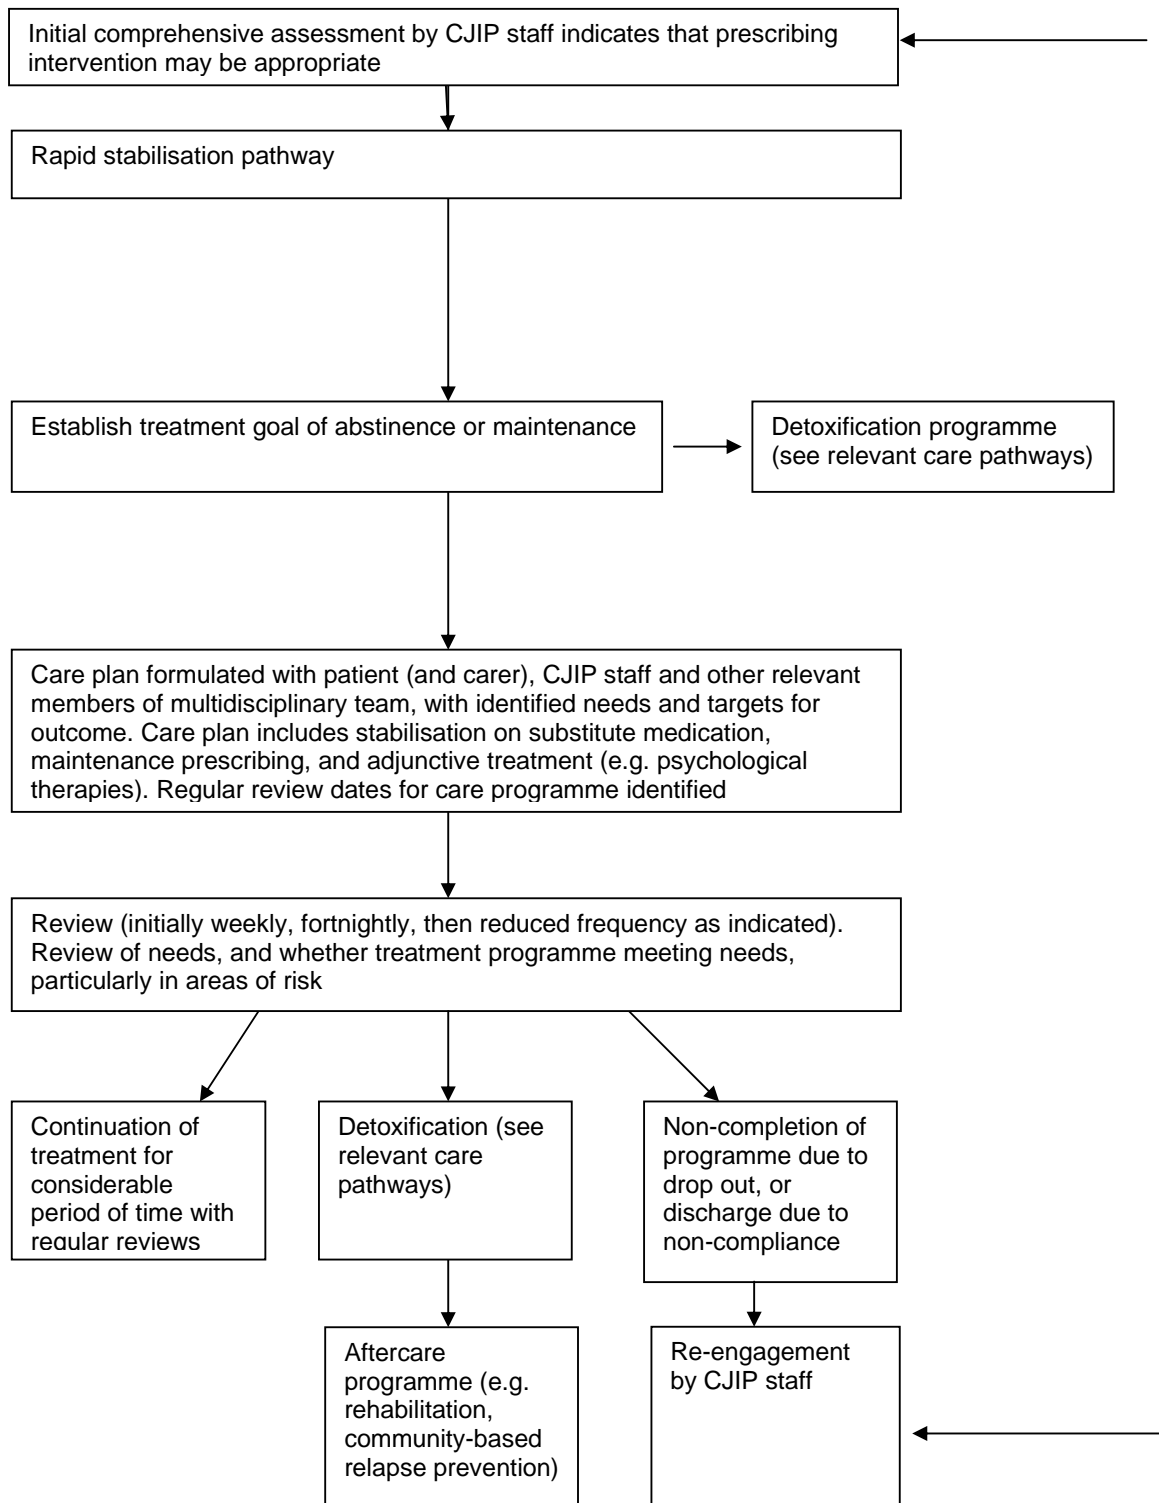 Initial comprehensive assessment by CJIP staff indicates that prescribing
intervention may be appropriate
Rapid stabilisation pathway
Establish treatment goal of abstinence or maintenance
Detoxification programme
(see relevant care pathways)
Care plan formulated with patient (and carer), CJIP staff and other relevant
members of multidisciplinary team, with identified needs and targets for
outcome. Care plan includes stabilisation on substitute medication,
maintenance prescribing, and adjunctive treatment (e.g. psychological
therapies). Regular review dates for care programme identified
Review (initially weekly, fortnightly, then reduced frequency as indicated).
Review of needs, and whether treatment programme meeting needs,
particularly in areas of risk
Continuation of
treatment for
considerable
period of time with
regular reviews
Detoxification (see
relevant care
pathways)
Non-completion of
programme due to
drop out, or
discharge due to
non-compliance
Aftercare
programme (e.g.
rehabilitation,
community-based
relapse prevention)
Re-engagement
by CJIP staff